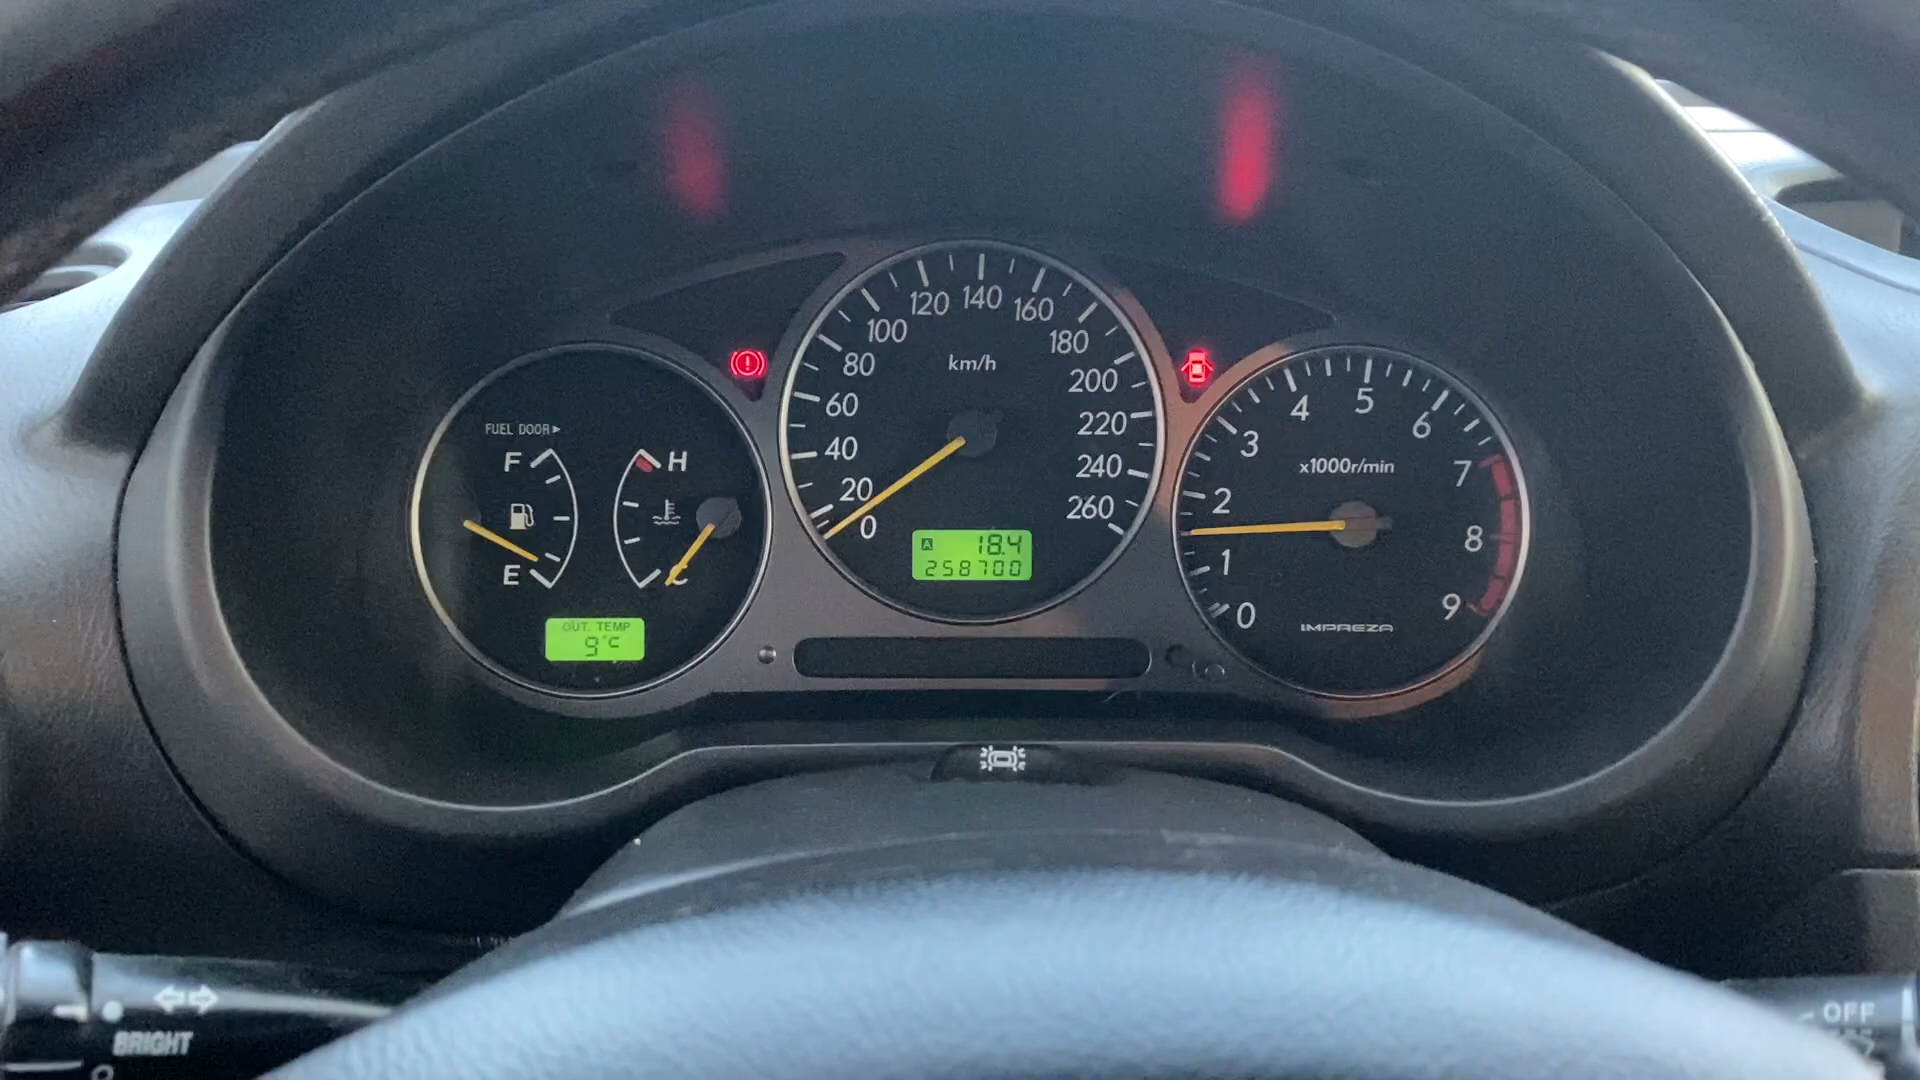 FUEL DOOR
F
E
H
C
OUT. TEMP
9°C
0
20
40
60
80
100
120
140
160
180
200
220
240
260
km/h
A 18.4
258700
0
1
2
3
4
5
6
7
8
9
x1000r/min
IMPREZA
BRIGHT
OFF